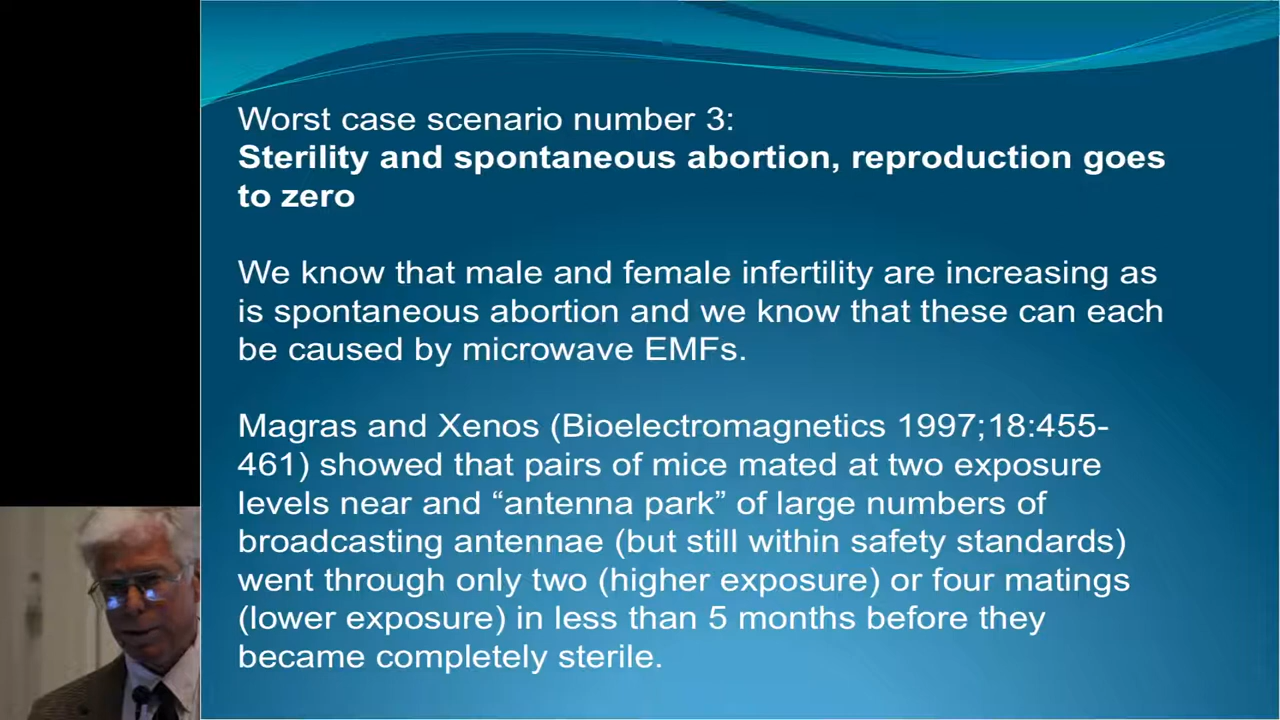 Worst case scenario number 3:
Sterility and spontaneous abortion, reproduction goes
to zero
We know that male and female infertility are increasing as
is spontaneous abortion and we know that these can each
be caused by microwave EMFs.
Magras and Xenos (Bioelectromagnetics 1997;18:455-
461) showed that pairs of mice mated at two exposure
levels near and “antenna park” of large numbers of
broadcasting antennae (but still within safety standards)
went through only two (higher exposure) or four matings
(lower exposure) in less than 5 months before they
became completely sterile.